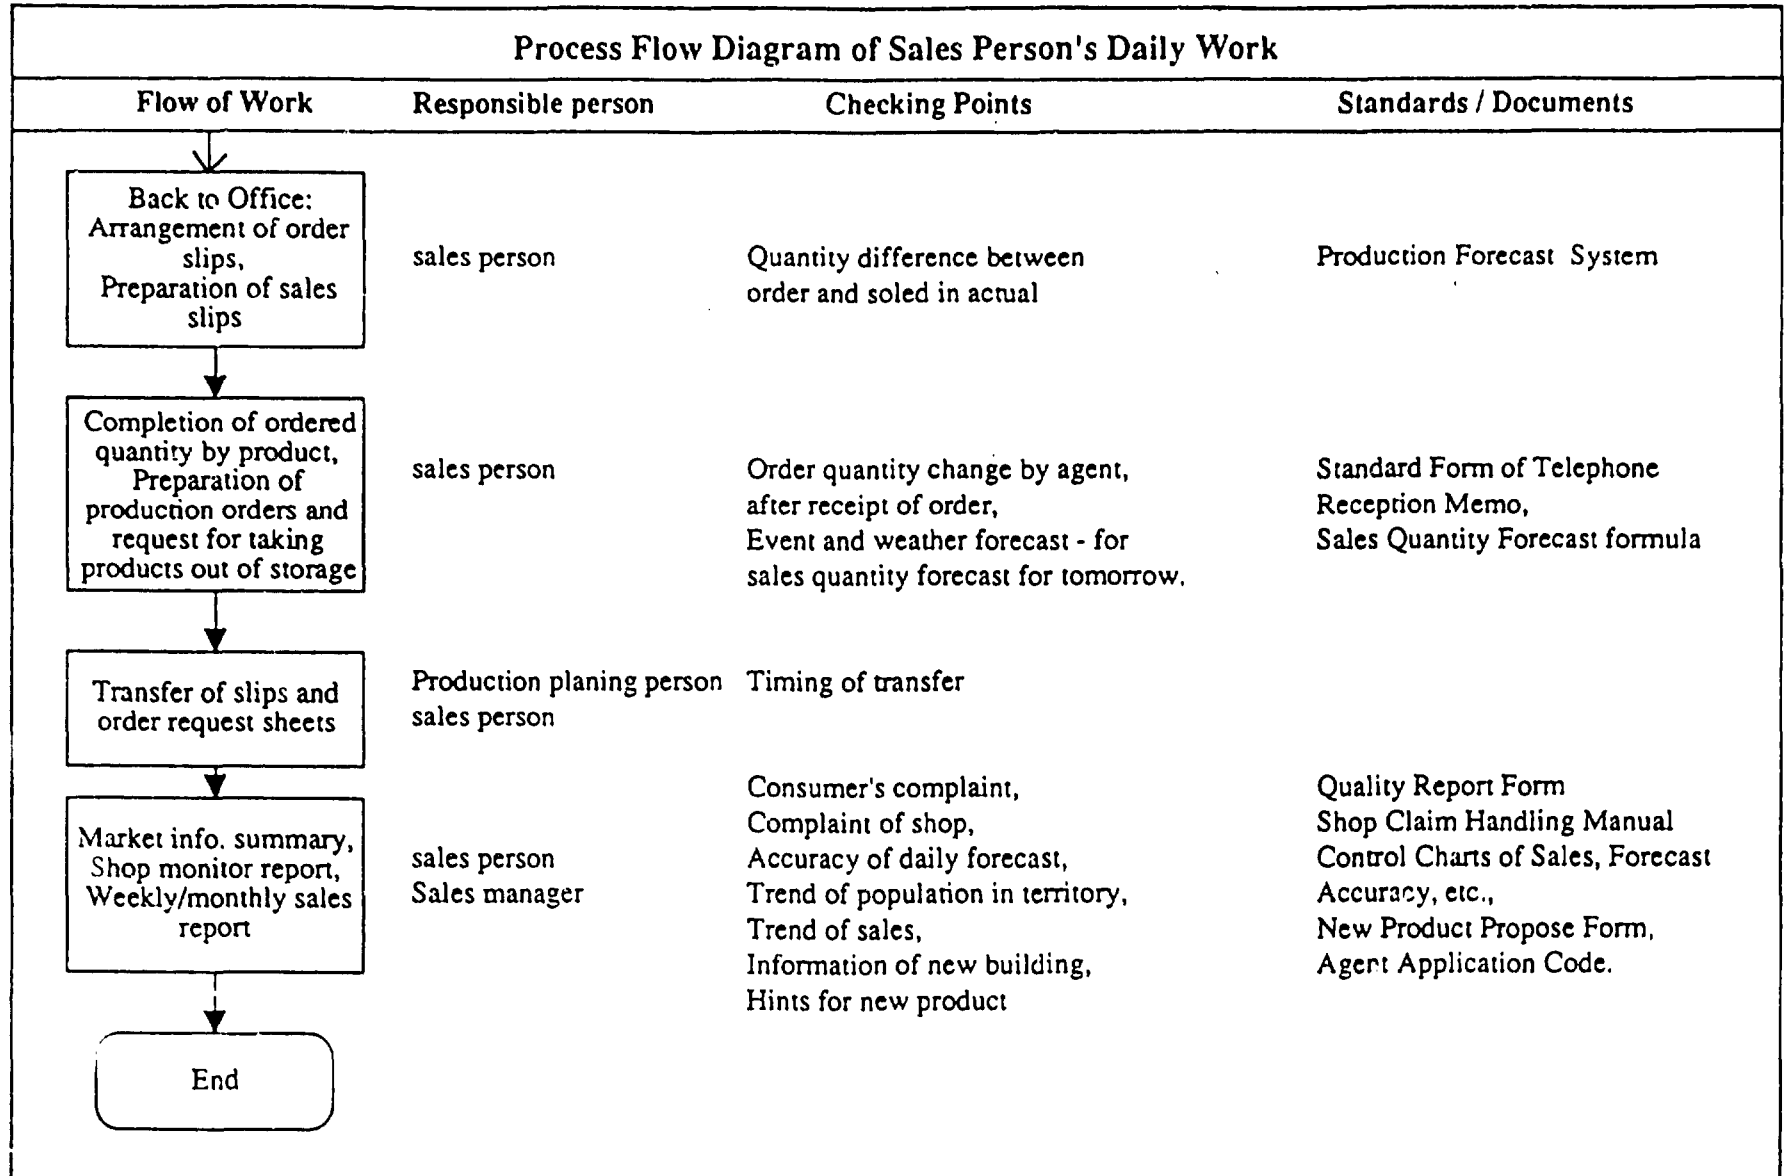 Process Flow Diagram of Sales Person's Daily Work
Flow of Work Responsible person Checking Points Standards / Documents
Back to Office:
Arrangement of order
slips,
Preparation of sales
slips
sales person
Quantity difference between
order and soled in actual
Production Forecast System
Completion of ordered
quantity by product,
Preparation of
production orders and
request for taking
products out of storage
sales person
Order quantity change by agent,
after receipt of order,
Event and weather forecast - for
sales quantity forecast for tomorrow.
Standard Form of Telephone
Reception Memo,
Sales Quantity Forecast formula
Transfer of slips and
order request sheets
Production planing person
sales person
Timing of transfer
Market info. summary,
Shop monitor report,
Weekly/monthly sales
report
sales person
Sales manager
Consumer's complaint,
Complaint of shop,
Accuracy of daily forecast,
Trend of population in territory,
Trend of sales,
Information of new building,
Hints for new product
Quality Report Form
Shop Claim Handling Manual
Control Charts of Sales, Forecast
Accuracy, etc.,
New Product Propose Form,
Agent Application Code.
End